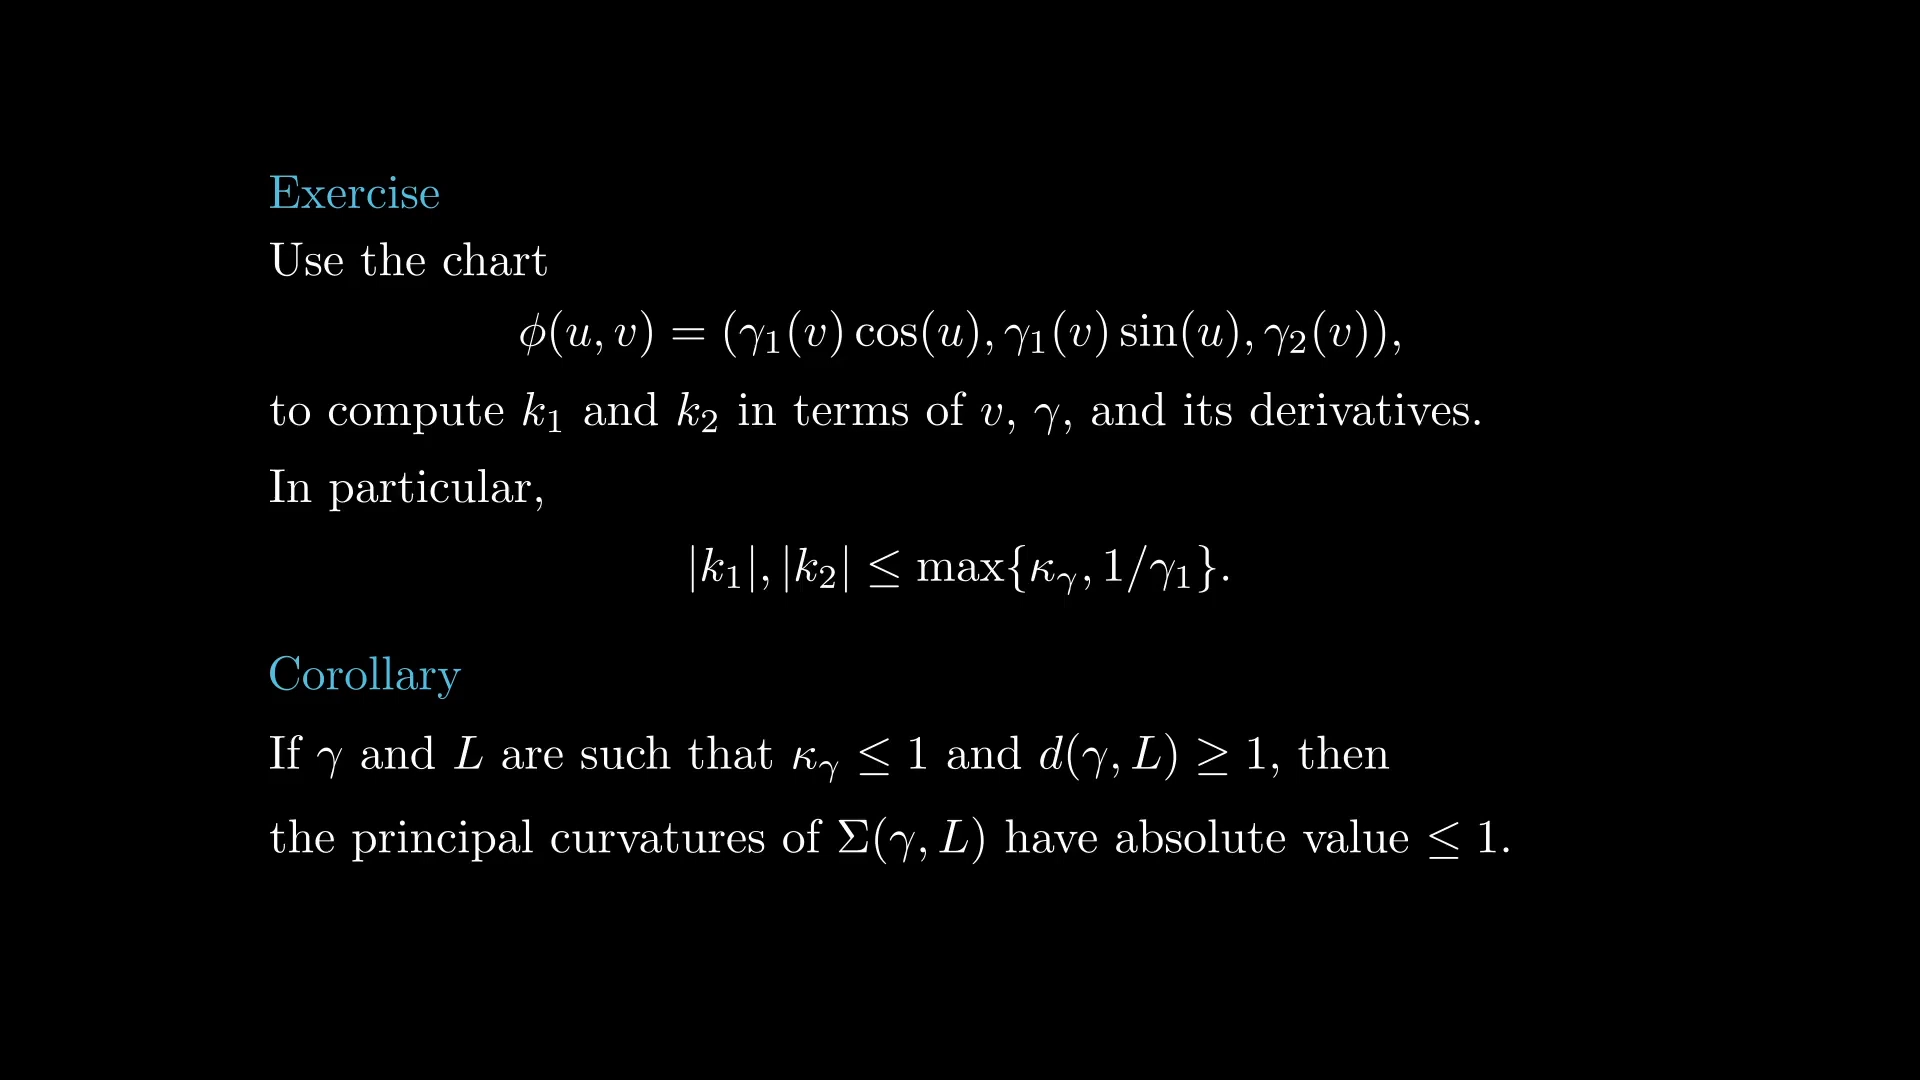 Exercise
Use the chart
ϕ(u, v) = (γ₁(v) cos(u), γ₁(v) sin(u), γ₂(v)),
to compute k₁ and k₂ in terms of v, γ, and its derivatives.
In particular,
|k₁|, |k₂| ≤ max{κᵧ, 1/γ₁}.
Corollary
If γ and L are such that κᵧ ≤ 1 and d(γ, L) ≥ 1, then
the principal curvatures of Σ(γ, L) have absolute value ≤ 1.